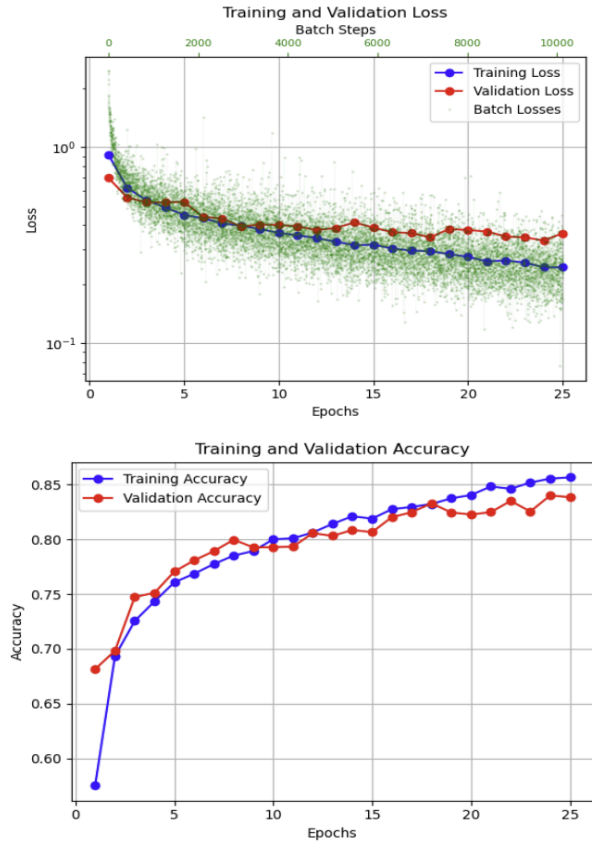 Training and Validation Loss
Batch Steps
0 2000 4000 6000 8000 10000
Training Loss
Validation Loss
Batch Losses
10⁰
Loss
10⁻¹
0 5 10 15 20 25
Epochs
Training and Validation Accuracy
Training Accuracy
Validation Accuracy
0.85
0.80
0.75
Accuracy
0.70
0.65
0.60
0 5 10 15 20 25
Epochs